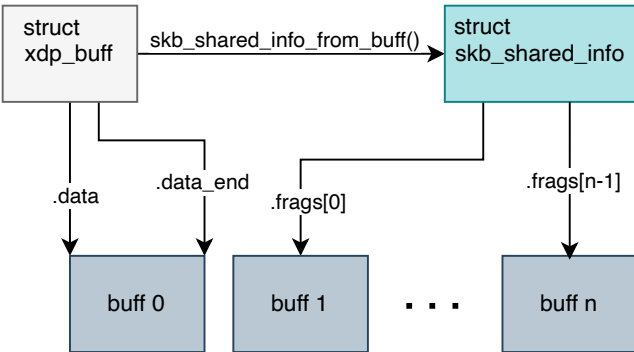 struct
xdp_buff
skb_shared_info_from_buff()
struct
skb_shared_info
.data
.data_end
.frags[0]
.frags[n-1]
buff 0
buff 1
. . .
buff n